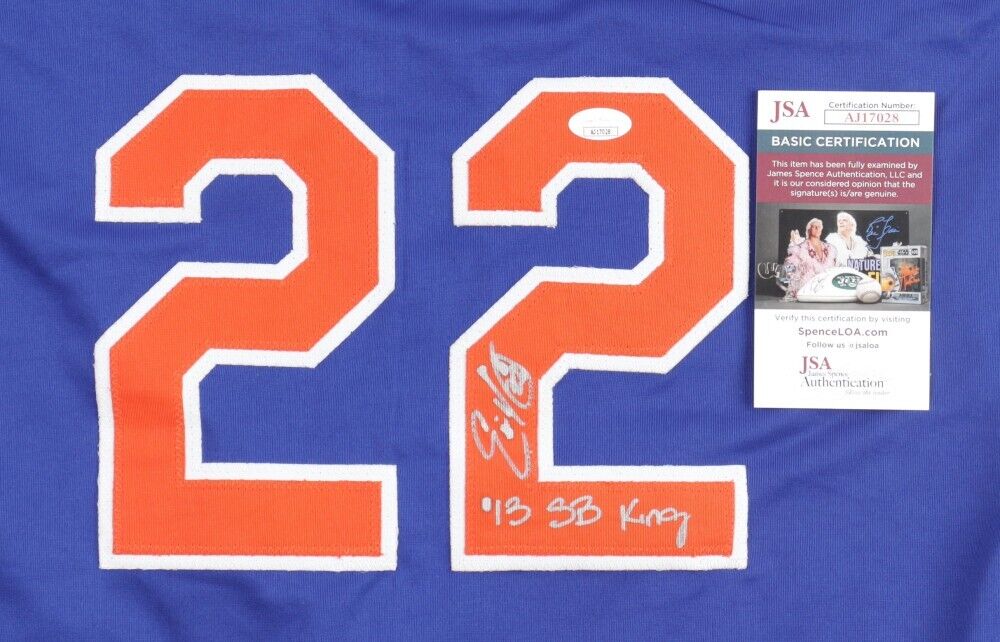 22
AJ17028
'13 SB King
JSA
Certification Number:
AJ17028
BASIC CERTIFICATION
This item has been fully examined by
James Spence Authentication, LLC and
it is our considered opinion that the
signature(s) is/are genuine.
NATURE
Verify this certification by visiting
SpenceLOA.com
Follow us @jsaloa
JSA
James Spence
Authentication